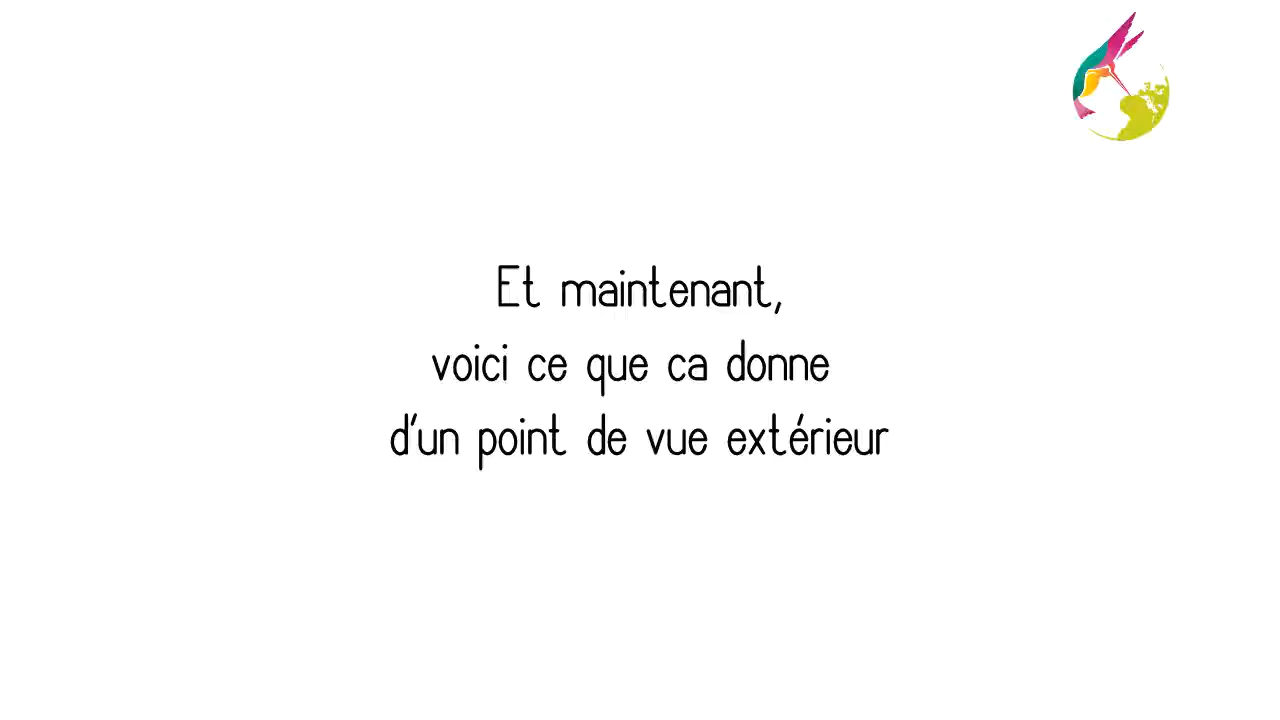 Et maintenant,
voici ce que ca donne
d'un point de vue extérieur